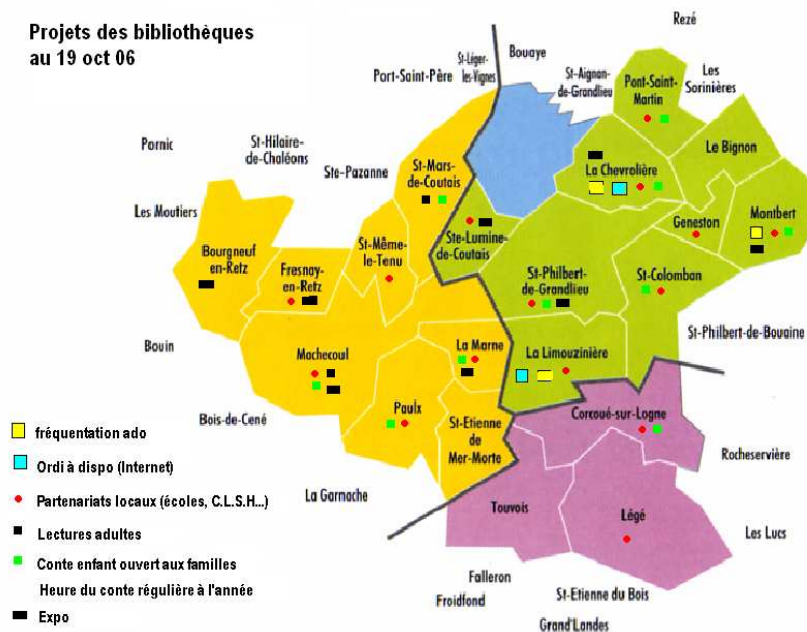 Projets des bibliothèques
au 19 oct 06
Rezé
Bouaye
St-Léger-
les-Vignes
Port-Saint-Père
St-Aignan-
de-Grandlieu
Pont-Saint-
Martin
Les
Sorinières
Pornic
St-Hilaire-
de-Chaléons
Ste-Pazanne
St-Mars-
de-Coutais
La Chevrolière
Le Bignon
Les Moutiers
Bourgneuf
en-Retz
Fresnay-
en-Retz
St-Même-
le-Tenu
Ste-Lumine-
de-Coutais
Geneston
Montbert
St-Philbert-
de-Grandlieu
St-Colomban
St-Philbert-de-Bouaine
Bouin
Machecoul
La Marne
La Limouzinière
Bois-de-Cené
Paulx
St-Etienne
de
Mer-Morte
Corcoué-sur-Logne
Rocheservière
La Garnache
Touvois
Légé
Les Lucs
Falleron
Froidfond
St-Etienne du Bois
Grand'Landes
fréquentation ado
Ordi à dispo (Internet)
Partenariats locaux (écoles, C.L.S.H...)
Lectures adultes
Conte enfant ouvert aux familles
Heure du conte régulière à l'année
Expo